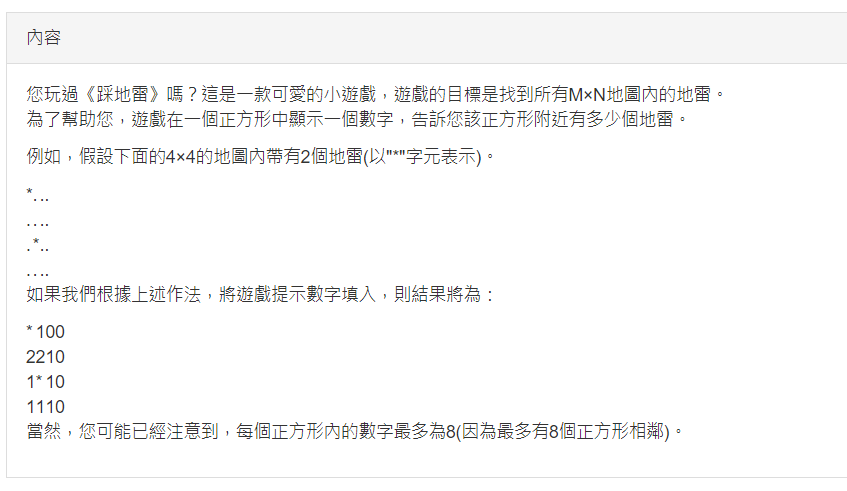 內容
您玩過《踩地雷》嗎？這是一款可愛的小遊戲，遊戲的目標是找到所有M×N地圖內的地雷。
為了幫助您，遊戲在一個正方形中顯示一個數字，告訴您該正方形附近有多少個地雷。
例如，假設下面的4×4的地圖內帶有2個地雷(以"*"字元表示)。
*...
....
.*..
....
如果我們根據上述作法，將遊戲提示數字填入，則結果將為：
*100
2210
1*10
1110
當然，您可能已經注意到，每個正方形內的數字最多為8(因為最多有8個正方形相鄰)。